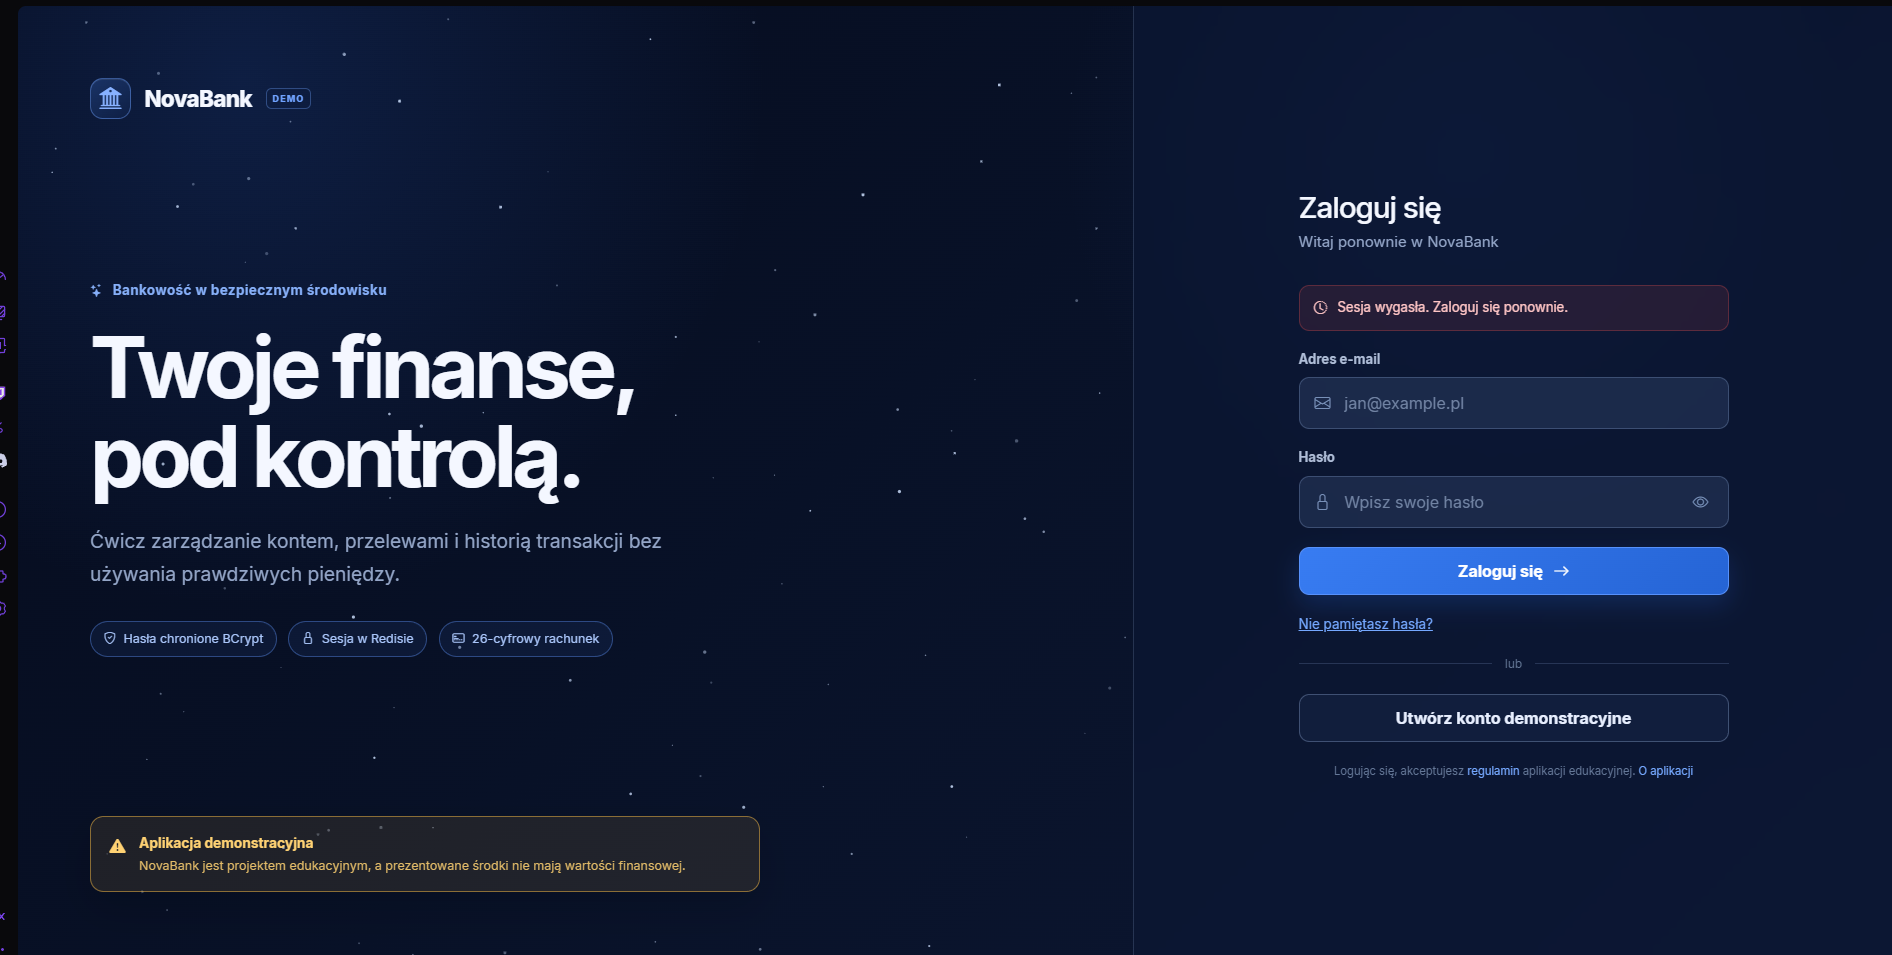 NovaBank DEMO
Bankowość w bezpiecznym środowisku
Twoje finanse,
pod kontrolą.
Ćwicz zarządzanie kontem, przelewami i historią transakcji bez
używania prawdziwych pieniędzy.
Hasła chronione BCrypt
Sesja w Redisie
26-cyfrowy rachunek
Aplikacja demonstracyjna
NovaBank jest projektem edukacyjnym, a prezentowane środki nie mają wartości finansowej.
Zaloguj się
Witaj ponownie w NovaBank
Sesja wygasła. Zaloguj się ponownie.
Adres e-mail
jan@example.pl
Hasło
Wpisz swoje hasło
Zaloguj się →
Nie pamiętasz hasła?
lub
Utwórz konto demonstracyjne
Logując się, akceptujesz regulamin aplikacji edukacyjnej. O aplikacji